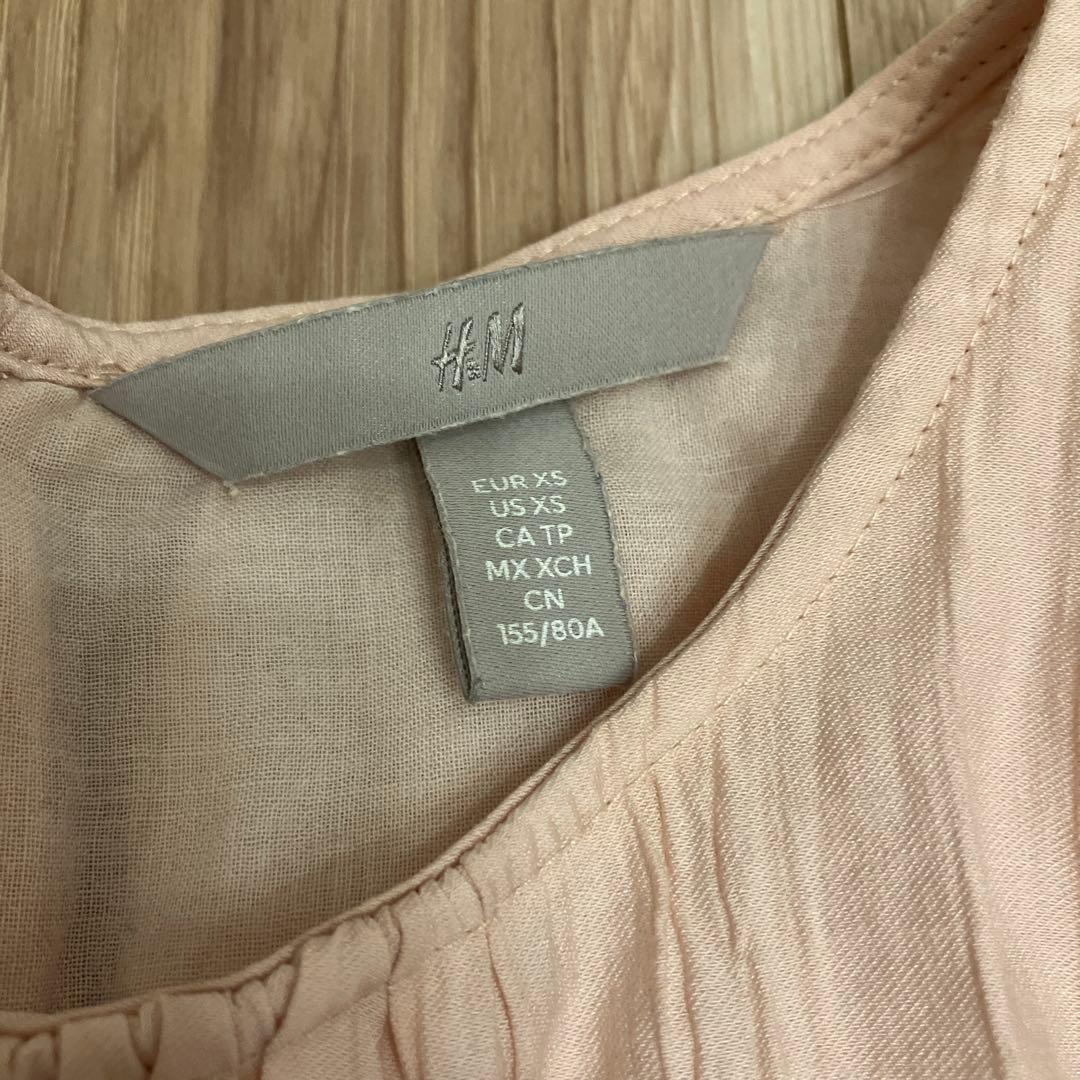 H&M
EUR XS
US XS
CA TP
MX XCH
CN
155/80A